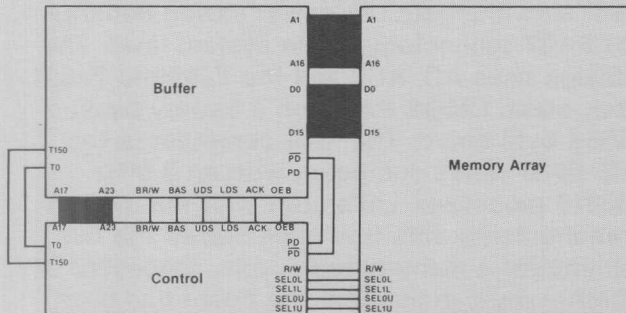 A1 A1
A16 A16
D0 D0
Buffer
D15 D15
T150 P̅D̅
T0 PD
Memory Array
A17 A23 BR/W BAS UDS LDS ACK OEB
A17 A23 BR/W BAS UDS LDS ACK OEB
T0 PD
P̅D̅
T150
Control
R/W R/W
SEL0L SEL0L
SEL1L SEL1L
SEL0U SEL0U
SEL1U SEL1U